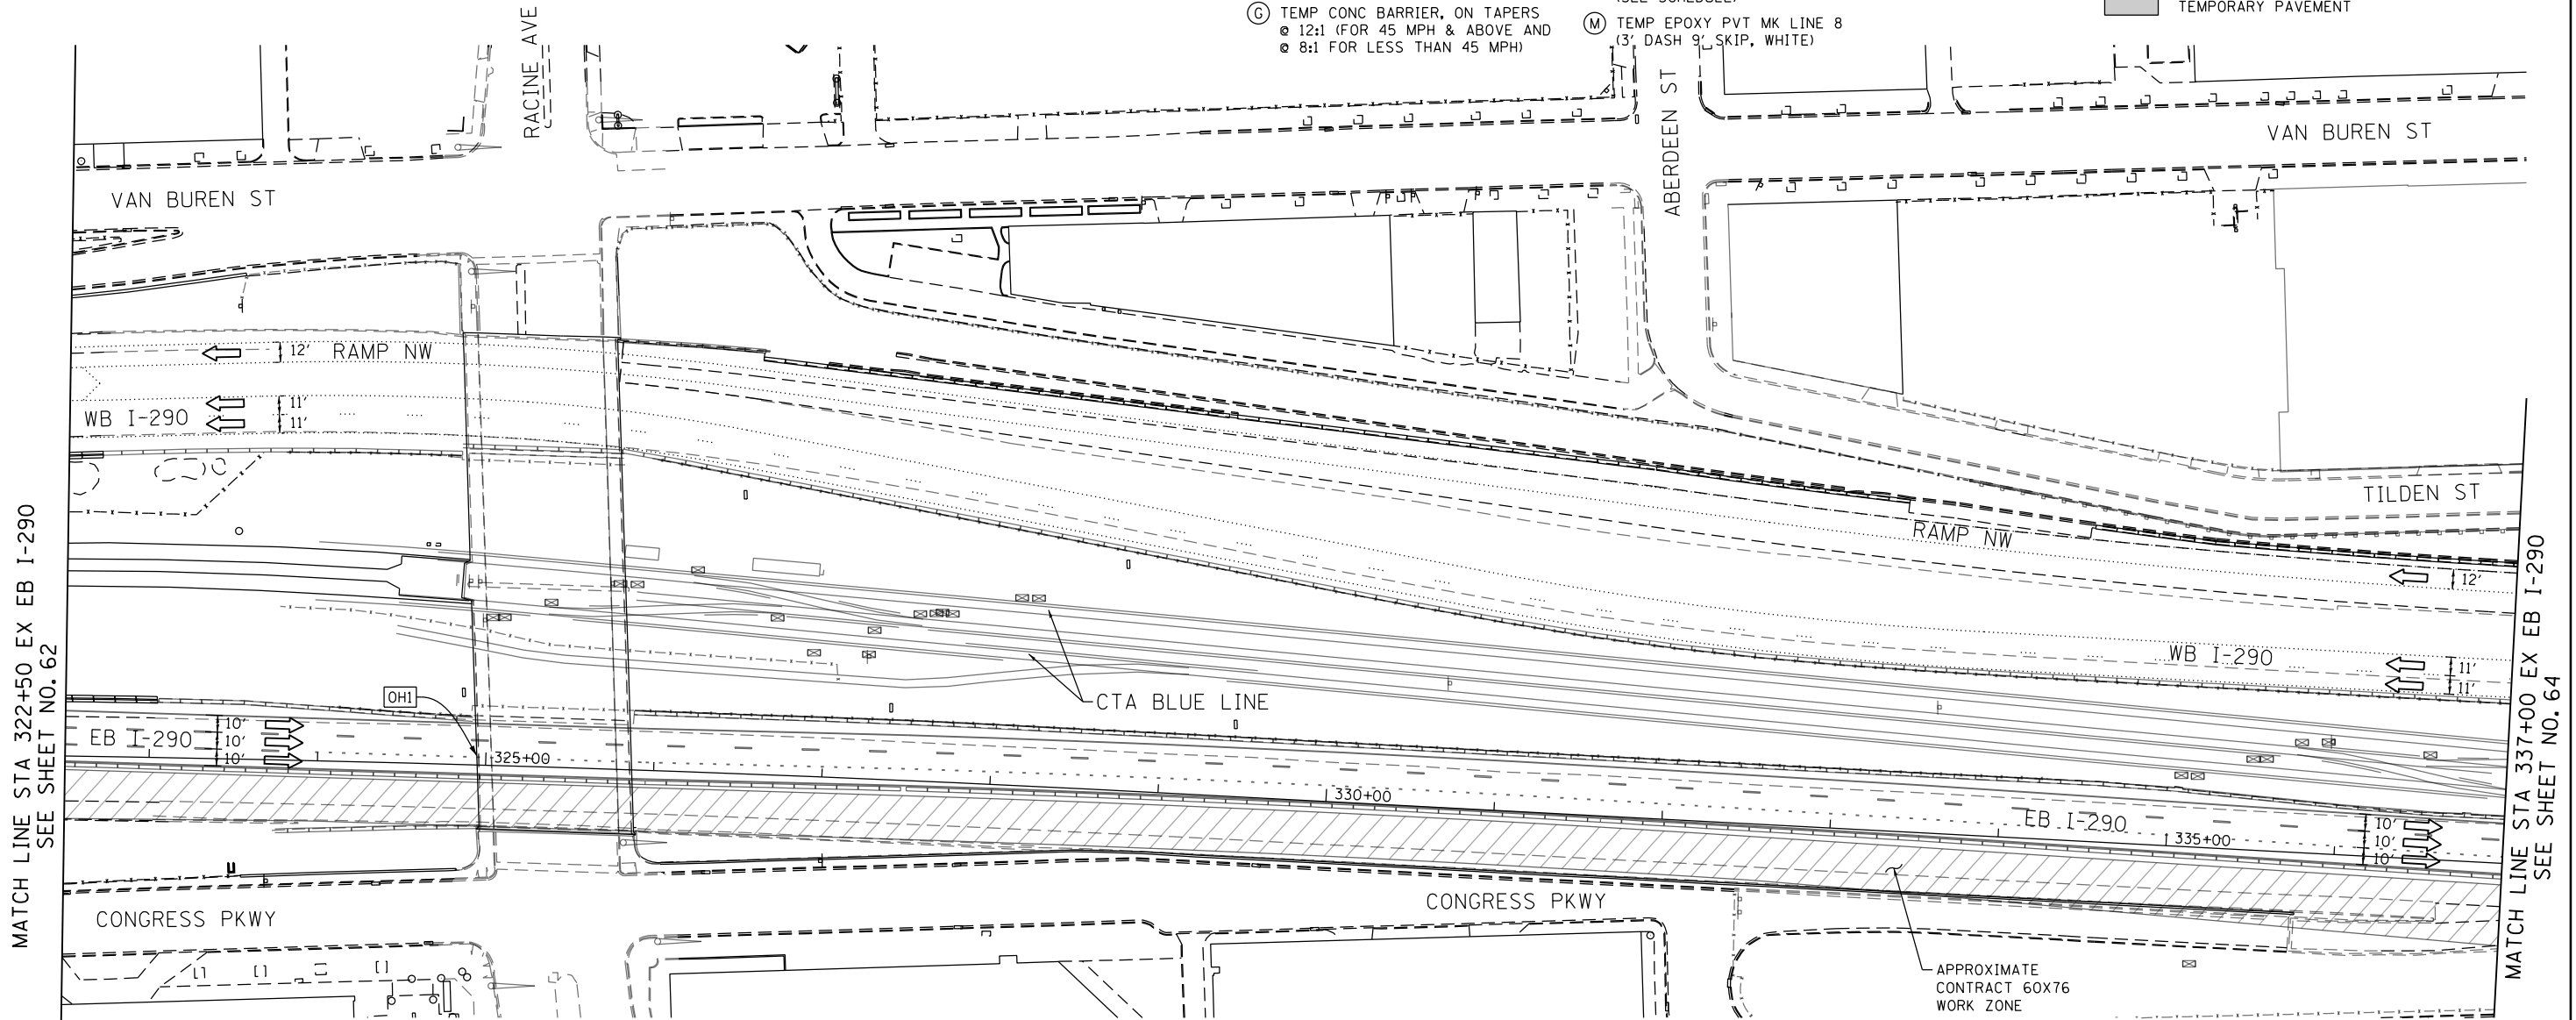 (SEE SCHEDULE)
TEMPORARY PAVEMENT
G TEMP CONC BARRIER, ON TAPERS
@ 12:1 (FOR 45 MPH & ABOVE AND
@ 8:1 FOR LESS THAN 45 MPH)
M TEMP EPOXY PVT MK LINE 8
(3' DASH 9' SKIP, WHITE)
RACINE AVE
ABERDEEN ST
VAN BUREN ST
VAN BUREN ST
12'
RAMP NW
WB I-290
11'
11'
TILDEN ST
RAMP NW
12'
WB I-290
11'
11'
OH1
CTA BLUE LINE
EB I-290
10'
10'
10'
325+00
330+00
EB I-290
335+00
10'
10'
10'
CONGRESS PKWY
CONGRESS PKWY
APPROXIMATE
CONTRACT 60X76
WORK ZONE
MATCH LINE STA 322+50 EX EB I-290
SEE SHEET NO. 62
MATCH LINE STA 337+00 EX EB I-290
SEE SHEET NO. 64